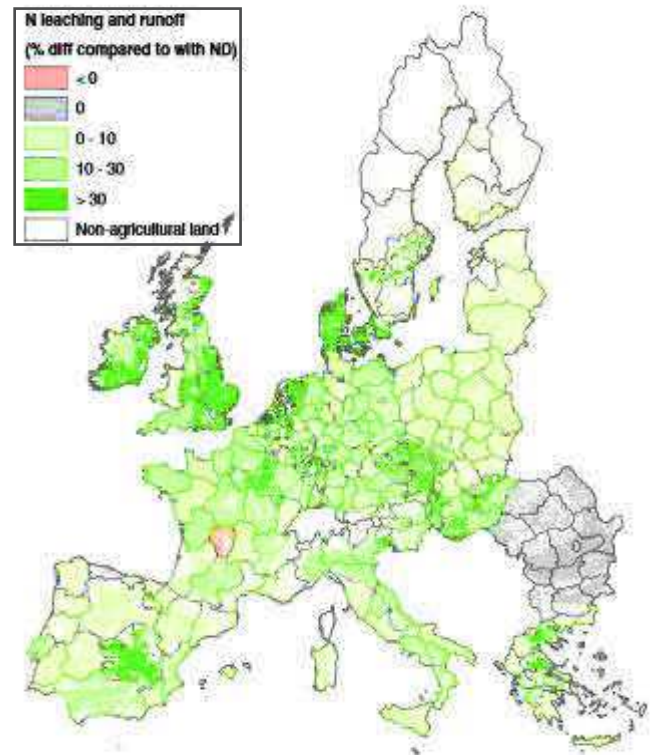 N leaching and runoff
(% diff compared to with ND)
< 0
0
0 - 10
10 - 30
> 30
Non-agricultural land